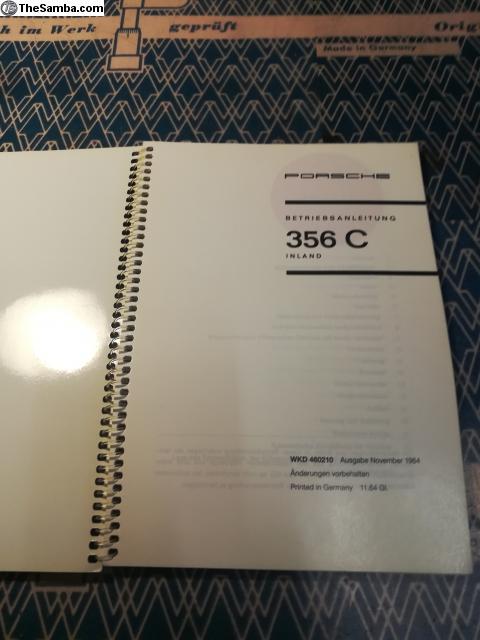 TheSamba.com
ch im Werk geprüft Orig
Made in Germany
PORSCHE
BETRIEBSANLEITUNG
356 C
INLAND
WKD 460210 Ausgabe November 1964
Änderungen vorbehalten
Printed in Germany 11.64 Gl.